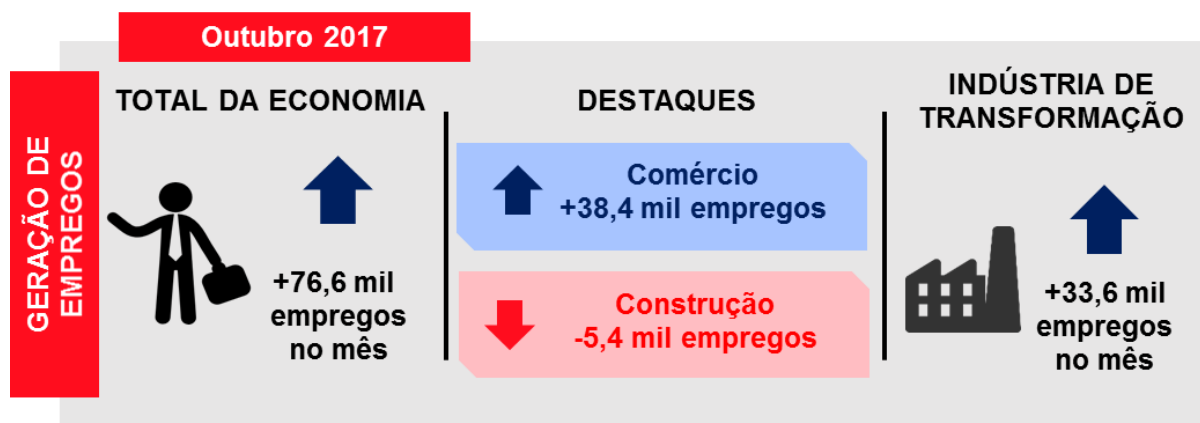 Outubro 2017
GERAÇÃO DE
EMPREGOS
TOTAL DA ECONOMIA
+76,6 mil
empregos
no mês
DESTAQUES
Comércio
+38,4 mil empregos
Construção
-5,4 mil empregos
INDÚSTRIA DE
TRANSFORMAÇÃO
+33,6 mil
empregos
no mês